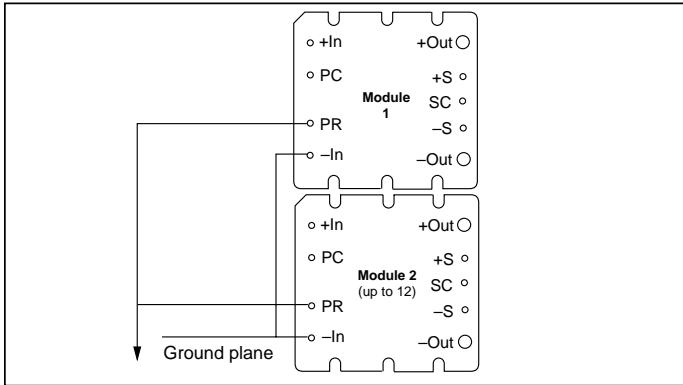 +In
+Out
PC
+S
Module
1
SC
PR
–S
–In
–Out
+In
+Out
PC
+S
Module 2
(up to 12)
SC
PR
–S
–In
–Out
Ground plane